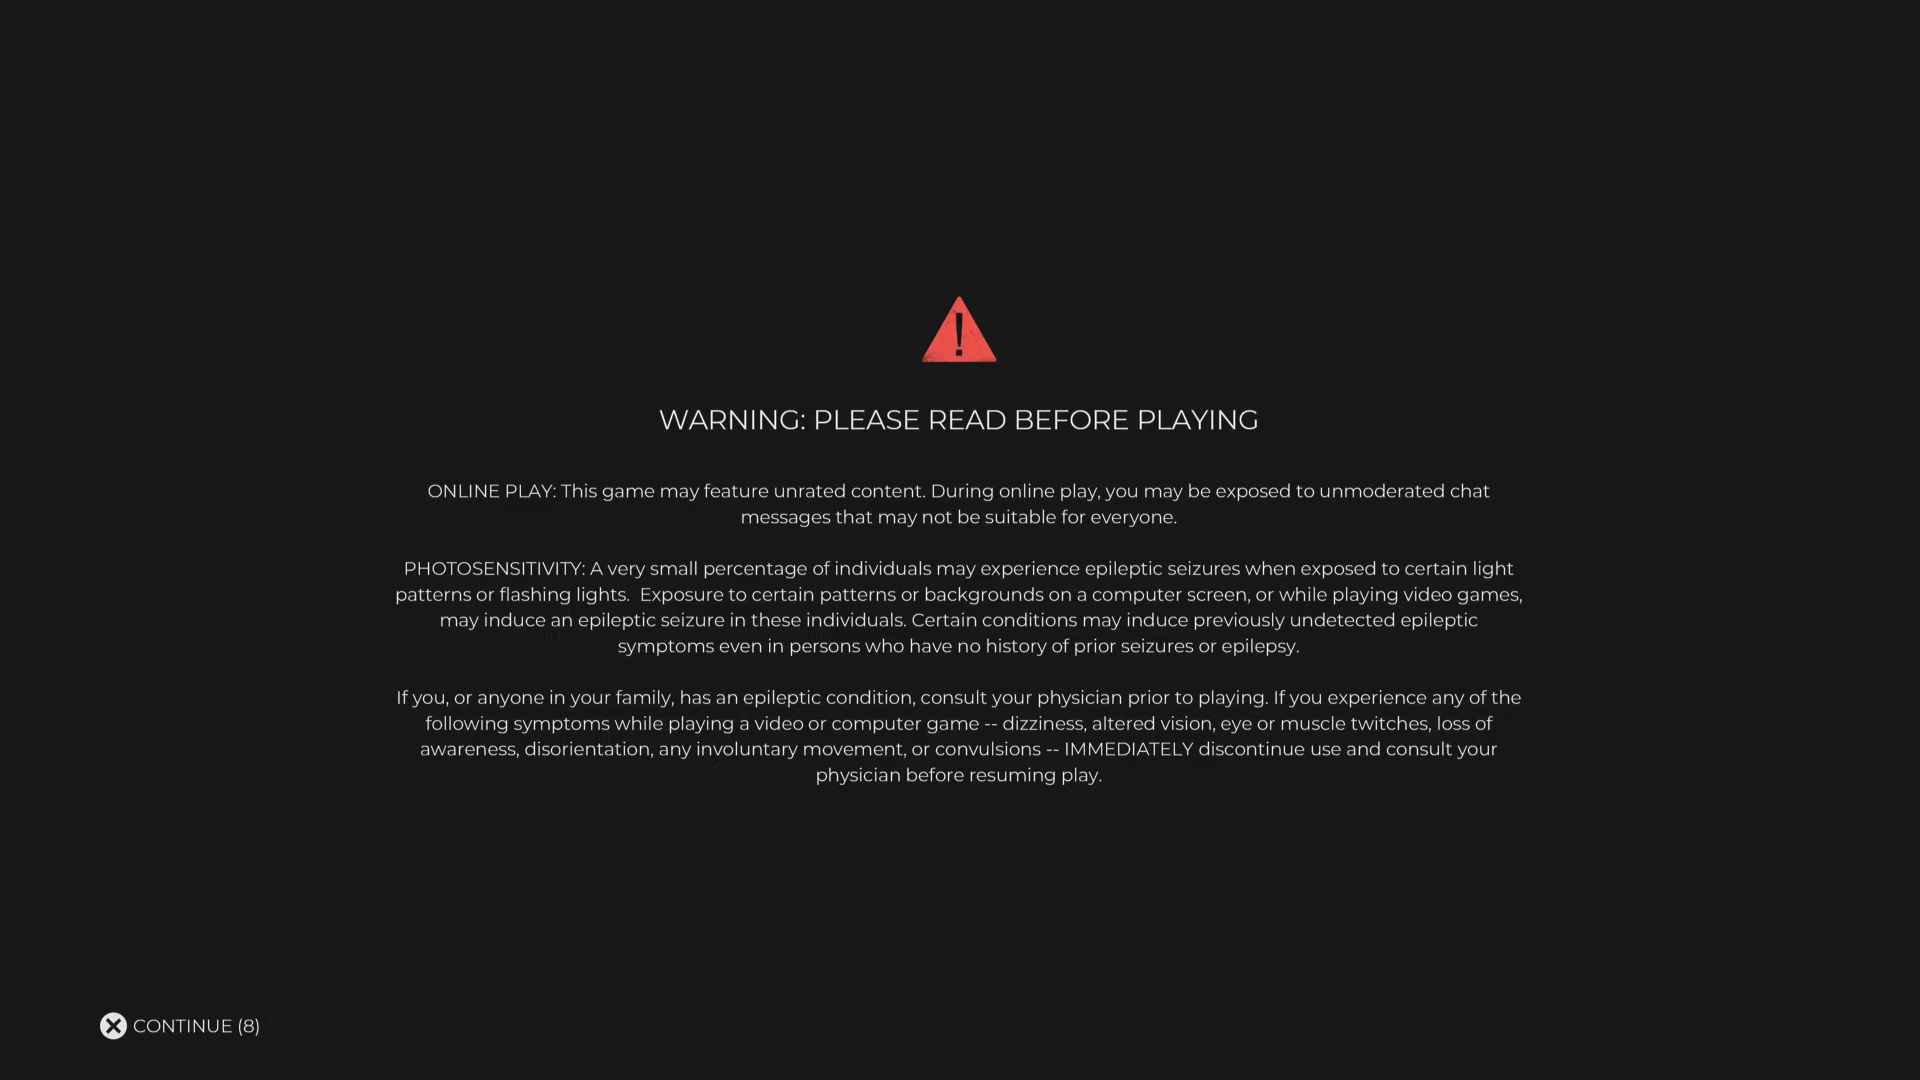 WARNING: PLEASE READ BEFORE PLAYING
ONLINE PLAY: This game may feature unrated content. During online play, you may be exposed to unmoderated chat
messages that may not be suitable for everyone.
PHOTOSENSITIVITY: A very small percentage of individuals may experience epileptic seizures when exposed to certain light
patterns or flashing lights.  Exposure to certain patterns or backgrounds on a computer screen, or while playing video games,
may induce an epileptic seizure in these individuals. Certain conditions may induce previously undetected epileptic
symptoms even in persons who have no history of prior seizures or epilepsy.
If you, or anyone in your family, has an epileptic condition, consult your physician prior to playing. If you experience any of the
following symptoms while playing a video or computer game -- dizziness, altered vision, eye or muscle twitches, loss of
awareness, disorientation, any involuntary movement, or convulsions -- IMMEDIATELY discontinue use and consult your
physician before resuming play.
CONTINUE (8)